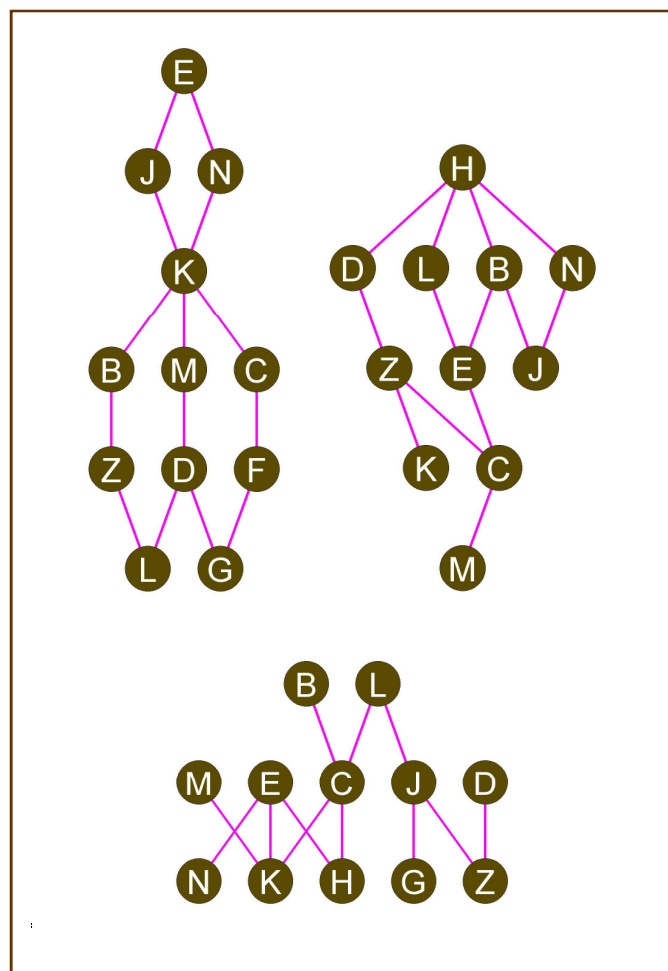 E
J N
K
B M C
Z D F
L G
H
D L B N
Z E J
K C
M
B L
M E C J D
N K H G Z